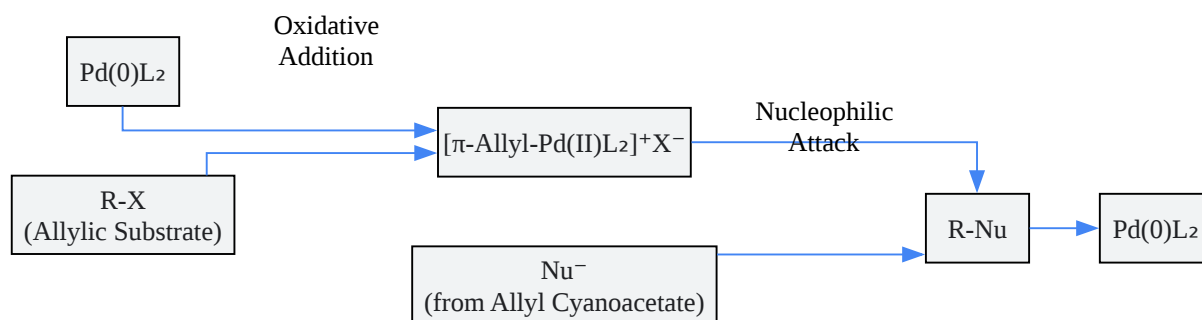 Oxidative
Addition
Pd(0)L₂
[π-Allyl-Pd(II)L₂]⁺X⁻
Nucleophilic
Attack
R-X
(Allylic Substrate)
R-Nu
Pd(0)L₂
Nu⁻
(from Allyl Cyanoacetate)